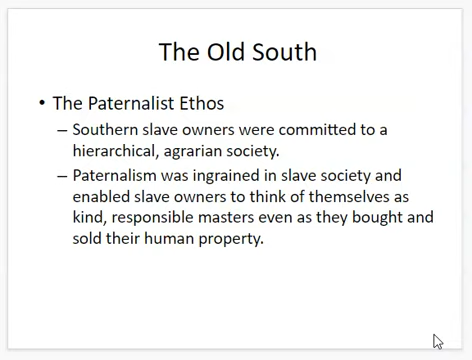 The Old South
• The Paternalist Ethos
– Southern slave owners were committed to a
hierarchical, agrarian society.
– Paternalism was ingrained in slave society and
enabled slave owners to think of themselves as
kind, responsible masters even as they bought and
sold their human property.